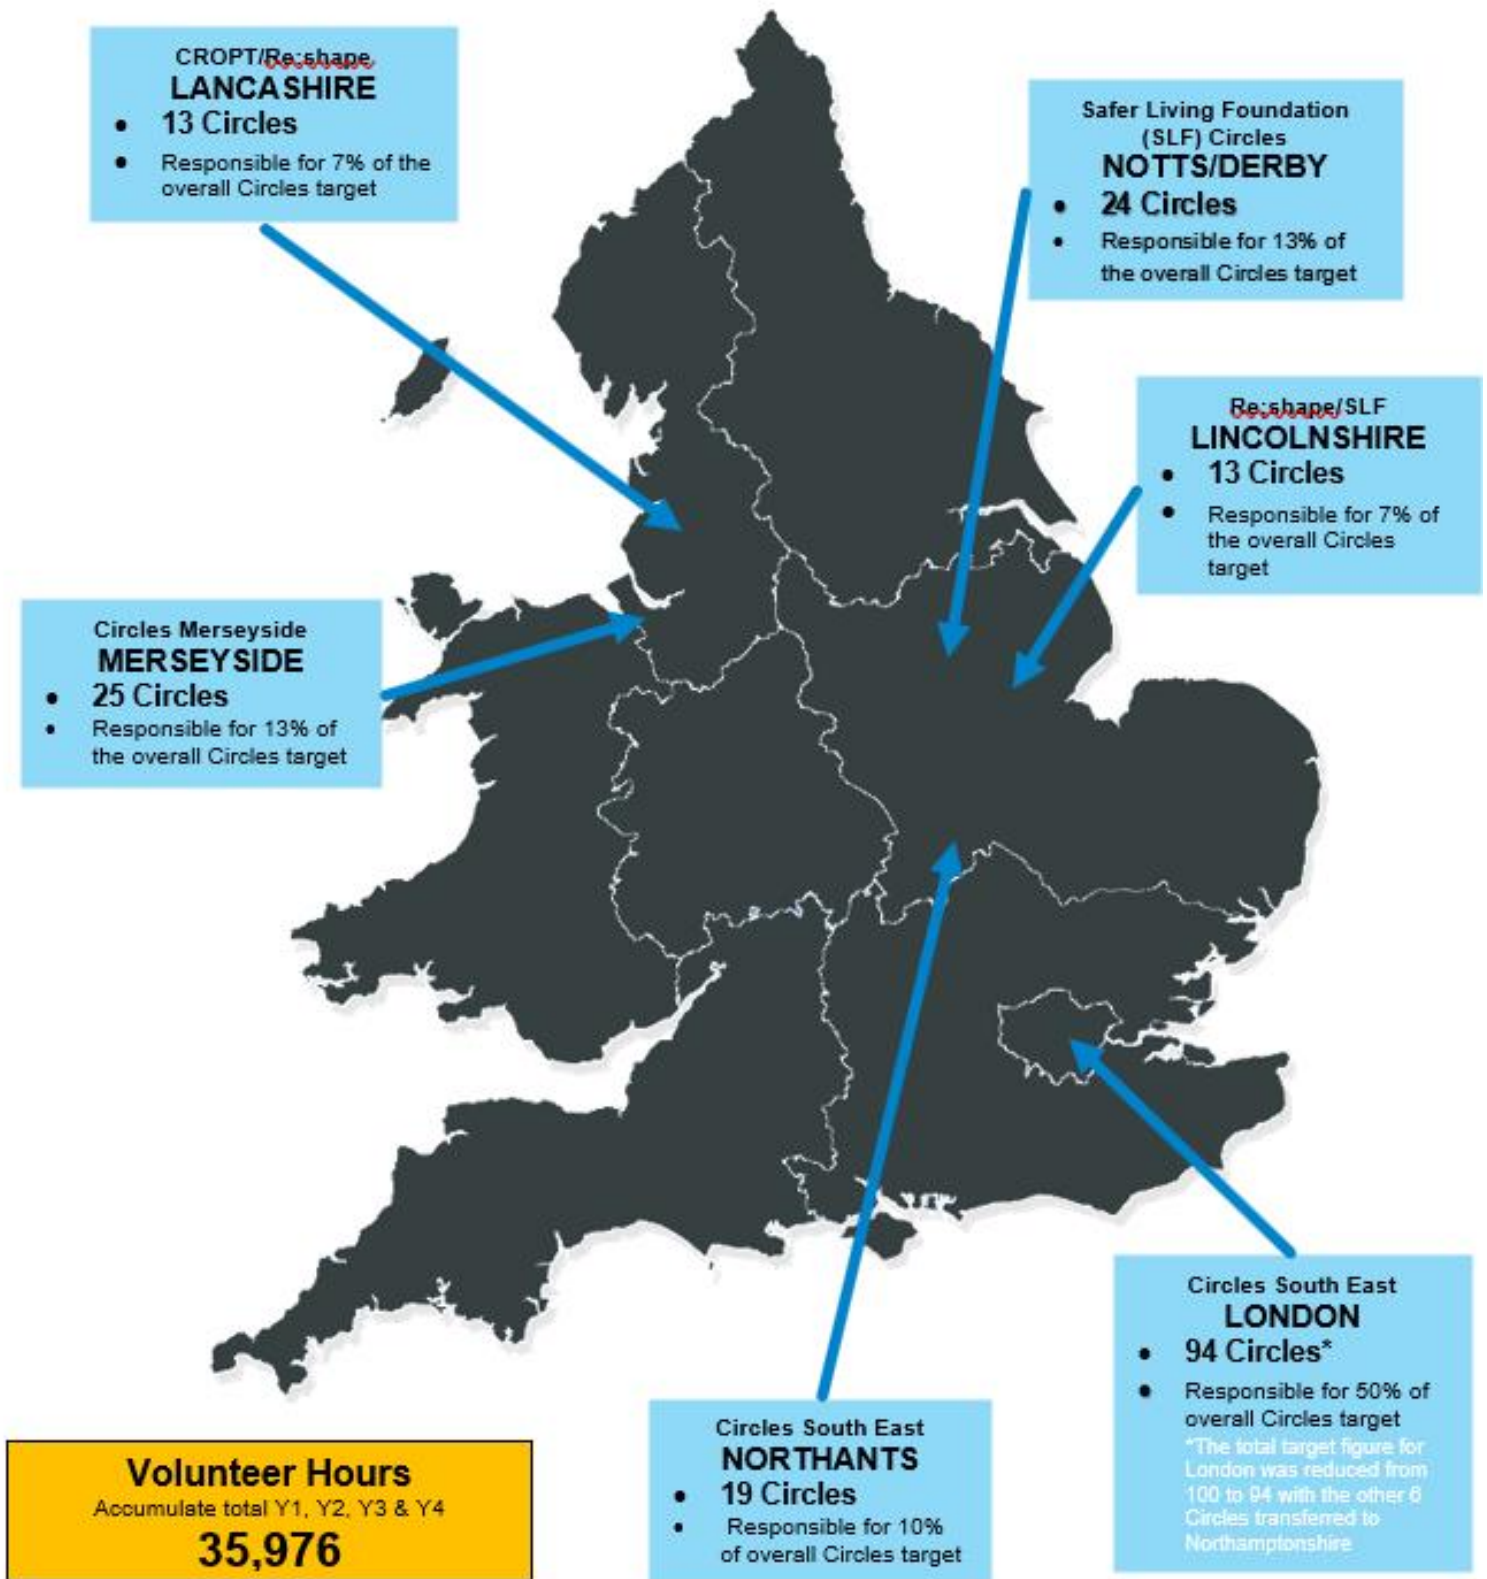 CROPT/Re:shape
LANCASHIRE
• 13 Circles
• Responsible for 7% of the
overall Circles target
Safer Living Foundation
(SLF) Circles
NOTTS/DERBY
• 24 Circles
• Responsible for 13% of
the overall Circles target
Re:shape/SLF
LINCOLNSHIRE
• 13 Circles
• Responsible for 7% of
the overall Circles
target
Circles Merseyside
MERSEYSIDE
• 25 Circles
• Responsible for 13% of
the overall Circles target
Circles South East
LONDON
• 94 Circles*
• Responsible for 50% of
overall Circles target
*The total target figure for
London was reduced from
100 to 94 with the other 6
Circles transferred to
Northamptonshire
Circles South East
NORTHANTS
• 19 Circles
• Responsible for 10%
of overall Circles target
Volunteer Hours
Accumulate total Y1, Y2, Y3 & Y4
35,976